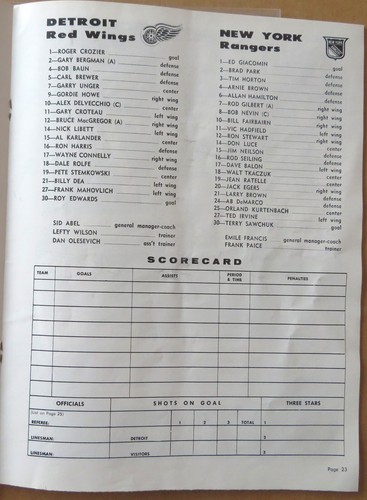 DETROIT
Red Wings
1—ROGER CROZIER goal
2—GARY BERGMAN (A) defense
4—BOB BAUN defense
5—CARL BREWER defense
7—GARRY UNGER center
9—GORDIE HOWE right wing
10—ALEX DELVECCHIO (C) center
11—GARY CROTEAU left wing
12—BRUCE MacGREGOR (A) right wing
14—NICK LIBETT left wing
15—AL KARLANDER center
16—RON HARRIS defense
17—WAYNE CONNELLY right wing
18—DALE ROLFE defense
19—PETE STEMKOWSKI center
21—BILLY DEA left wing
27—FRANK MAHOVLICH left wing
30—ROY EDWARDS goal
SID ABEL general manager-coach
LEFTY WILSON trainer
DAN OLESEVICH ass't trainer
NEW YORK
Rangers
1—ED GIACOMIN goal
2—BRAD PARK defense
3—TIM HORTON defense
4—ARNIE BROWN defense
6—ALLAN HAMILTON defense
7—ROD GILBERT (A) right wing
8—BOB NEVIN (C) right wing
10—BILL FAIRBAIRN right wing
11—VIC HADFIELD left wing
12—RON STEWART left wing
14—DON LUCE center
15—JIM NEILSON defense
16—ROD SEILING defense
17—DAVE BALON left wing
18—WALT TKACZUK center
19—JEAN RATELLE center
20—JACK EGERS right wing
21—LARRY BROWN defense
24—AB DeMARCO defense
25—ORLAND KURTENBACH center
27—TED IRVINE left wing
30—TERRY SAWCHUK goal
EMILE FRANCIS general manager-coach
FRANK PAICE trainer
SCORECARD
TEAM GOALS ASSISTS PERIOD & TIME PENALTIES
OFFICIALS SHOTS ON GOAL THREE STARS
(List on Page 25)
REFEREE: 1 2 3 TOTAL 1
LINESMAN: DETROIT 2
LINESMAN: VISITORS 3
Page 23